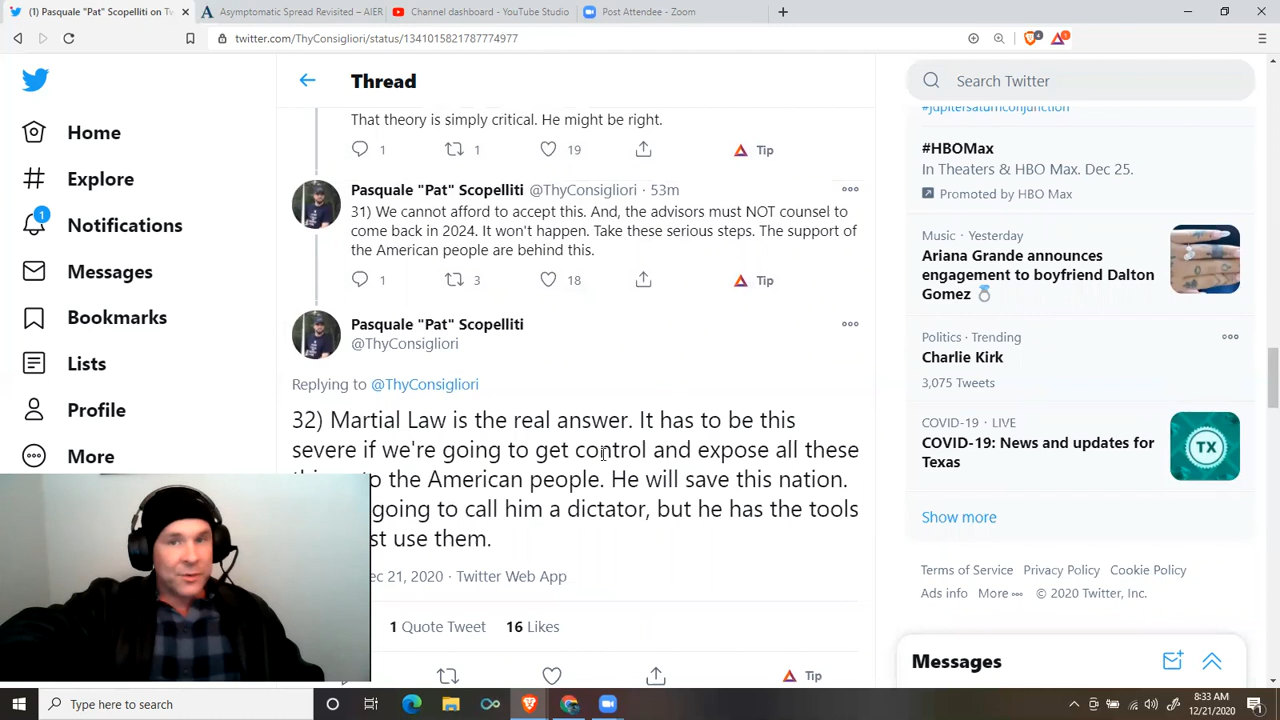 (1) Pasquale "Pat" Scopelliti on Tw
Asymptomatic Spread Revisited – AIER
Channel dashboard - YouTube Studio
Post Attendee - Zoom
twitter.com/ThyConsigliori/status/1341015821787774977
Home
Explore
1
Notifications
Messages
Bookmarks
Lists
Profile
More
Thread
That theory is simply critical. He might be right.
1 1 19 Tip
Pasquale "Pat" Scopelliti @ThyConsigliori · 53m
31) We cannot afford to accept this. And, the advisors must NOT counsel to
come back in 2024. It won't happen. Take these serious steps. The support of
the American people are behind this.
1 3 18 Tip
Pasquale "Pat" Scopelliti
@ThyConsigliori
Replying to @ThyConsigliori
32) Martial Law is the real answer. It has to be this
severe if we're going to get control and expose all these
to the American people. He will save this nation.
going to call him a dictator, but he has the tools
use them.
21, 2020 · Twitter Web App
1 Quote Tweet 16 Likes
Tip
Search Twitter
#jupitersaturnconjunction
#HBOMax
In Theaters & HBO Max. Dec 25.
Promoted by HBO Max
Music · Yesterday
Ariana Grande announces
engagement to boyfriend Dalton
Gomez 💍
Politics · Trending
Charlie Kirk
3,075 Tweets
COVID-19 · LIVE
COVID-19: News and updates for
Texas
TX
Show more
Terms of Service Privacy Policy Cookie Policy
Ads info More ••• © 2020 Twitter, Inc.
Messages
Type here to search
8:33 AM
12/21/2020